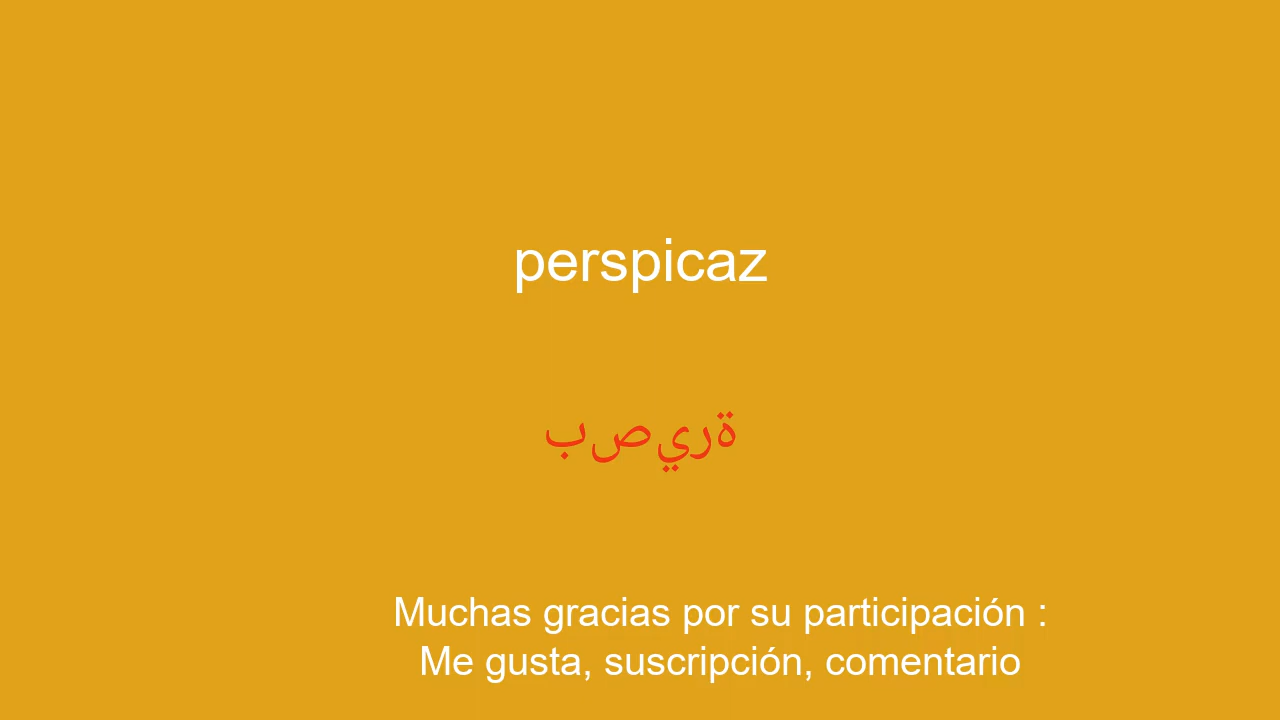 perspicaz
بصيرة
Muchas gracias por su participación :
Me gusta, suscripción, comentario